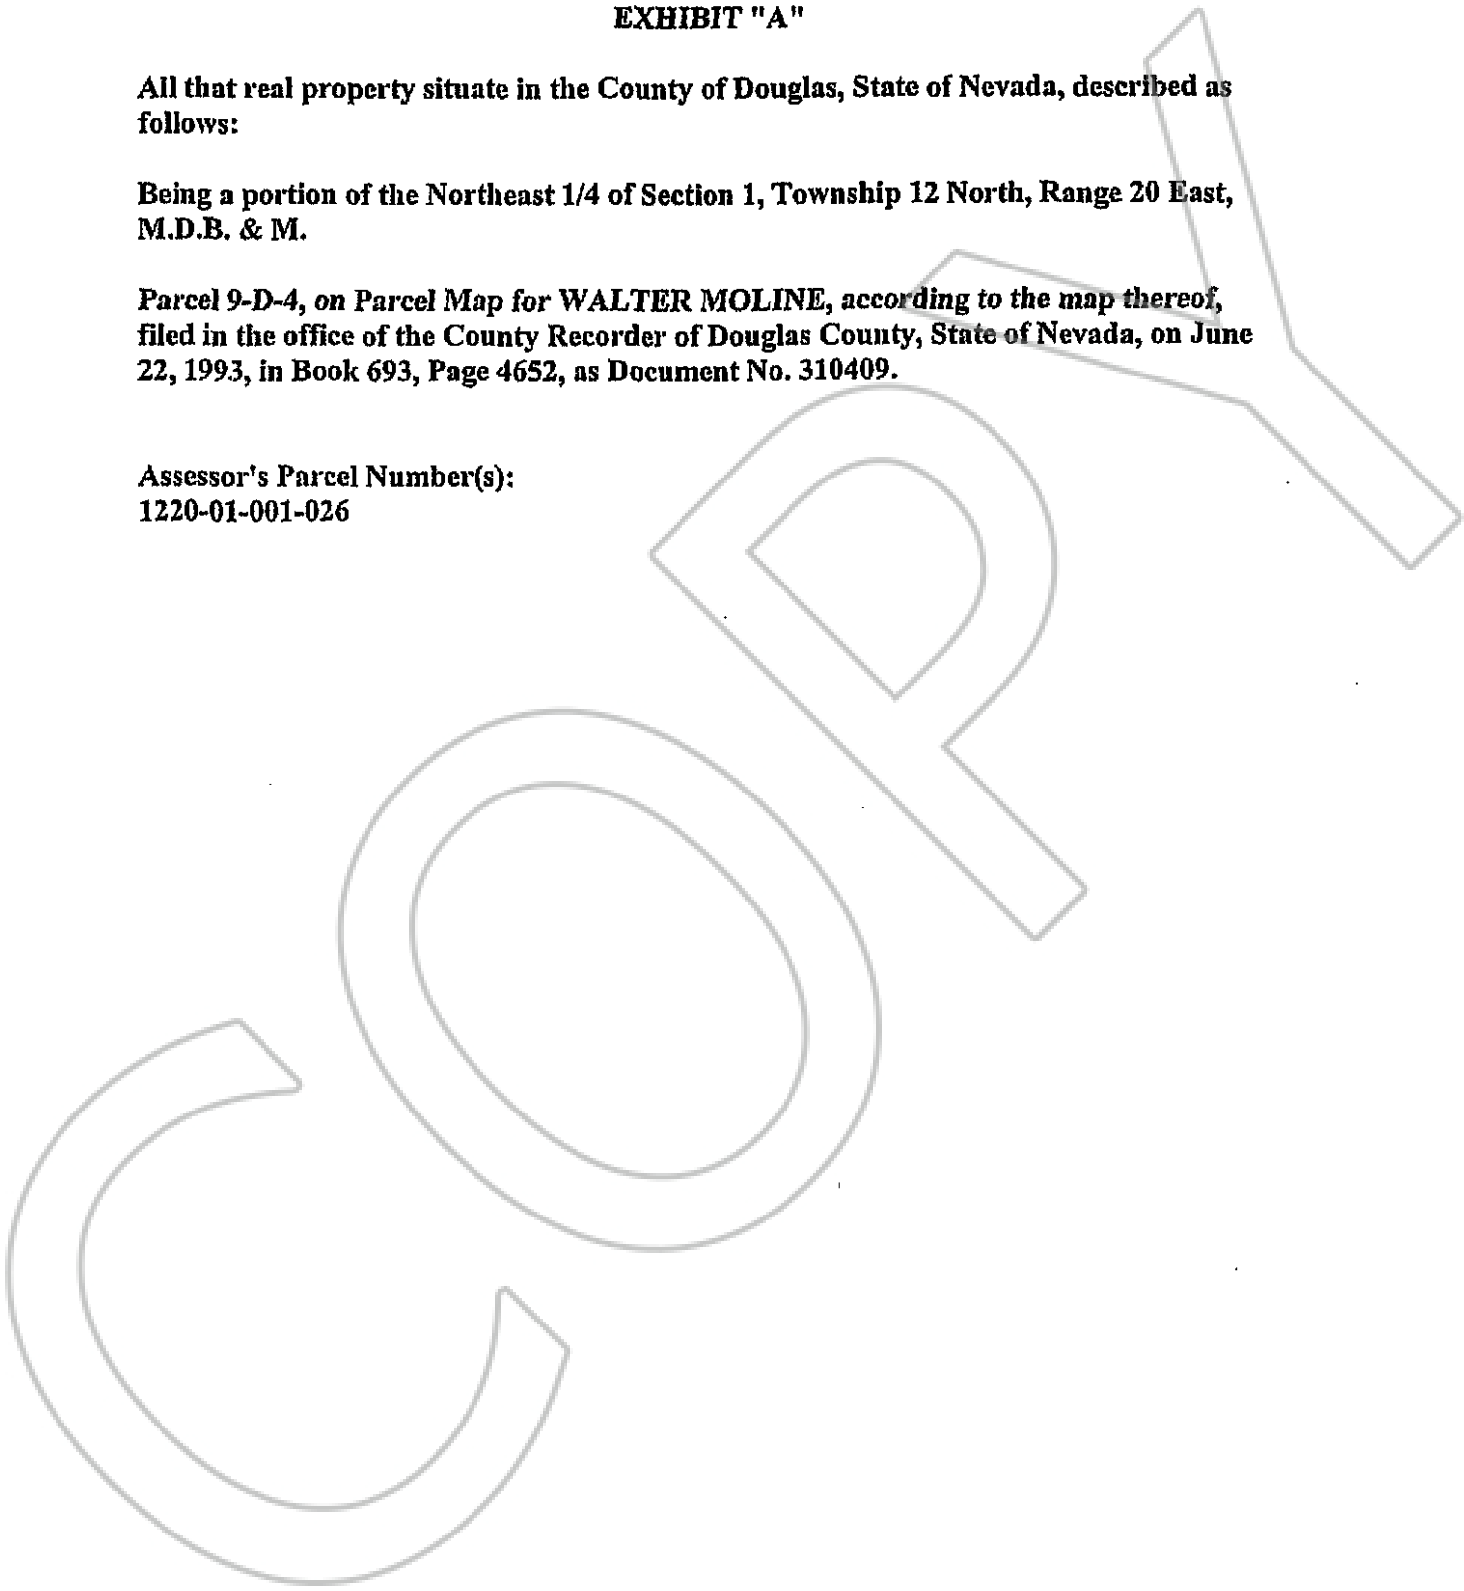 EXHIBIT "A"
All that real property situate in the County of Douglas, State of Nevada, described as
follows:
Being a portion of the Northeast 1/4 of Section 1, Township 12 North, Range 20 East,
M.D.B. & M.
Parcel 9-D-4, on Parcel Map for WALTER MOLINE, according to the map thereof,
filed in the office of the County Recorder of Douglas County, State of Nevada, on June
22, 1993, in Book 693, Page 4652, as Document No. 310409.
Assessor's Parcel Number(s):
1220-01-001-026
COPY